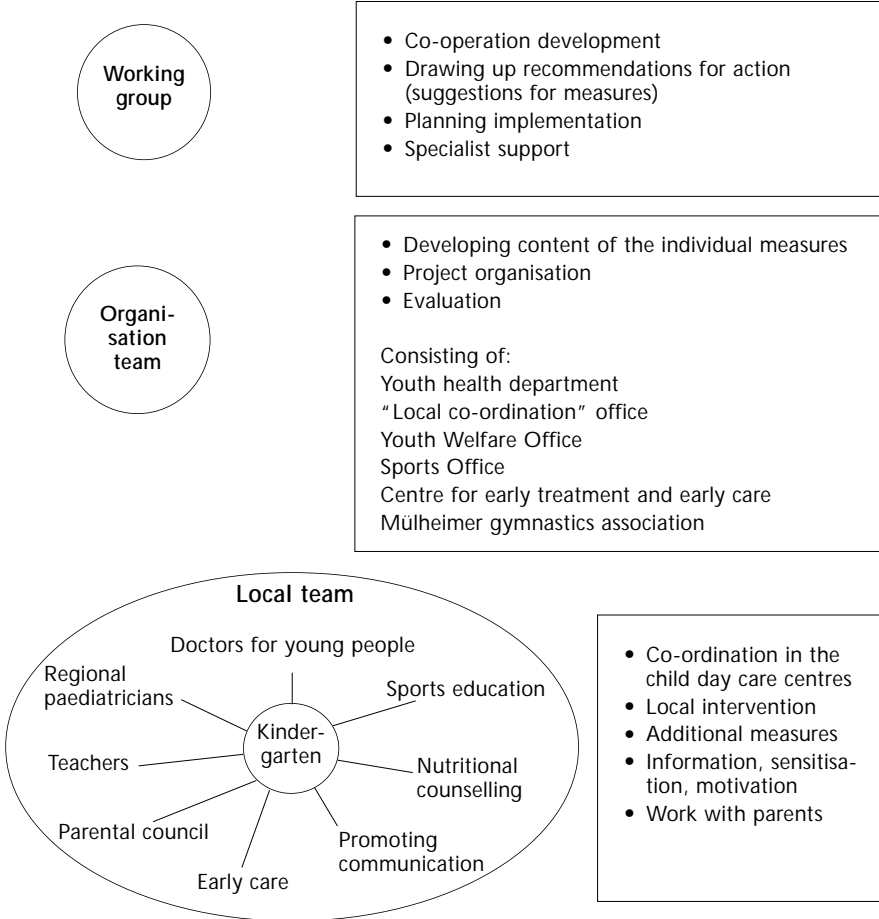 Working
group
• Co-operation development
• Drawing up recommendations for action
(suggestions for measures)
• Planning implementation
• Specialist support
Organi-
sation
team
• Developing content of the individual measures
• Project organisation
• Evaluation
Consisting of:
Youth health department
“Local co-ordination” office
Youth Welfare Office
Sports Office
Centre for early treatment and early care
Mülheimer gymnastics association
Local team
Doctors for young people
Regional
paediatricians
Sports education
Kinder-
garten
Teachers
Nutritional
counselling
Parental council
Promoting
communication
Early care
• Co-ordination in the
child day care centres
• Local intervention
• Additional measures
• Information, sensitisa-
tion, motivation
• Work with parents